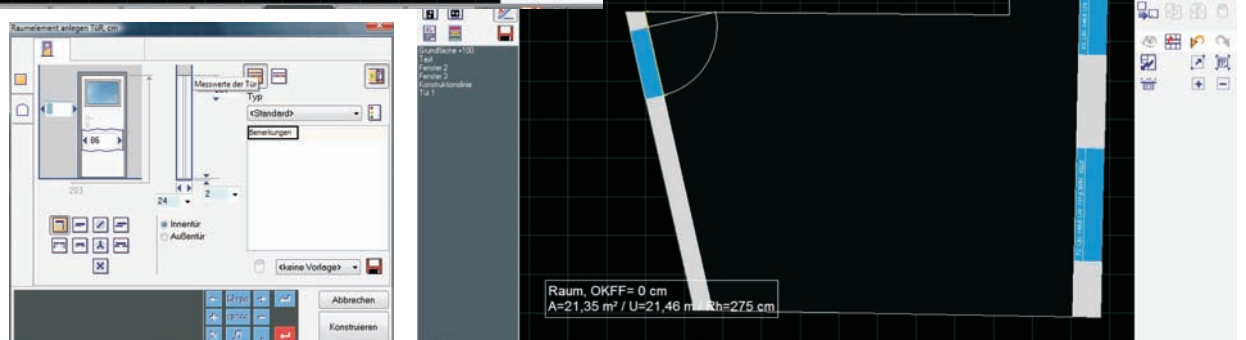 Raumelement anlegen TÜR, cm
Messwerte der Tür
Typ
<Standard>
Bemerkungen
86
203
24
2
Innentür
Außentür
<keine Vorlage>
Abbrechen
Konstruieren
Grundfläche +100
Text
Fenster 2
Fenster 3
Konstruktionslinie
Tür 1
Raum, OKFF= 0 cm
A=21,35 m² / U=21,46 m / Rh=275 cm